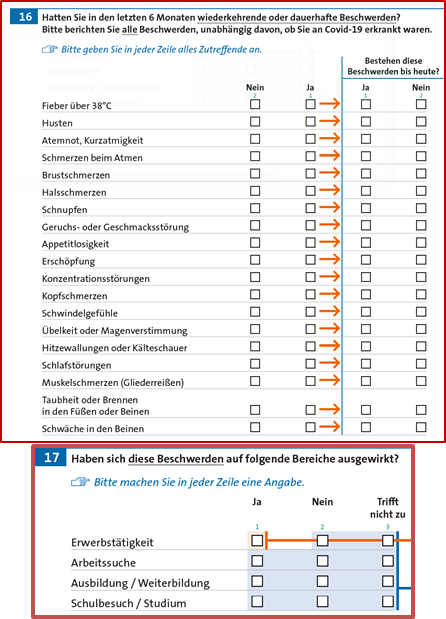 16 Hatten Sie in den letzten 6 Monaten wiederkehrende oder dauerhafte Beschwerden?
Bitte berichten Sie alle Beschwerden, unabhängig davon, ob Sie an Covid-19 erkrankt waren.
Bitte geben Sie in jeder Zeile alles Zutreffende an.
Bestehen diese
Beschwerden bis heute?
Nein Ja Ja Nein
2 1 1 2
Fieber über 38°C
Husten
Atemnot, Kurzatmigkeit
Schmerzen beim Atmen
Brustschmerzen
Halsschmerzen
Schnupfen
Geruchs- oder Geschmacksstörung
Appetitlosigkeit
Erschöpfung
Konzentrationsstörungen
Kopfschmerzen
Schwindelgefühle
Übelkeit oder Magenverstimmung
Hitzewallungen oder Kälteschauer
Schlafstörungen
Muskelschmerzen (Gliederreißen)
Taubheit oder Brennen
in den Füßen oder Beinen
Schwäche in den Beinen
17 Haben sich diese Beschwerden auf folgende Bereiche ausgewirkt?
Bitte machen Sie in jeder Zeile eine Angabe.
Ja Nein Trifft
nicht zu
1 2 3
Erwerbstätigkeit
Arbeitssuche
Ausbildung / Weiterbildung
Schulbesuch / Studium